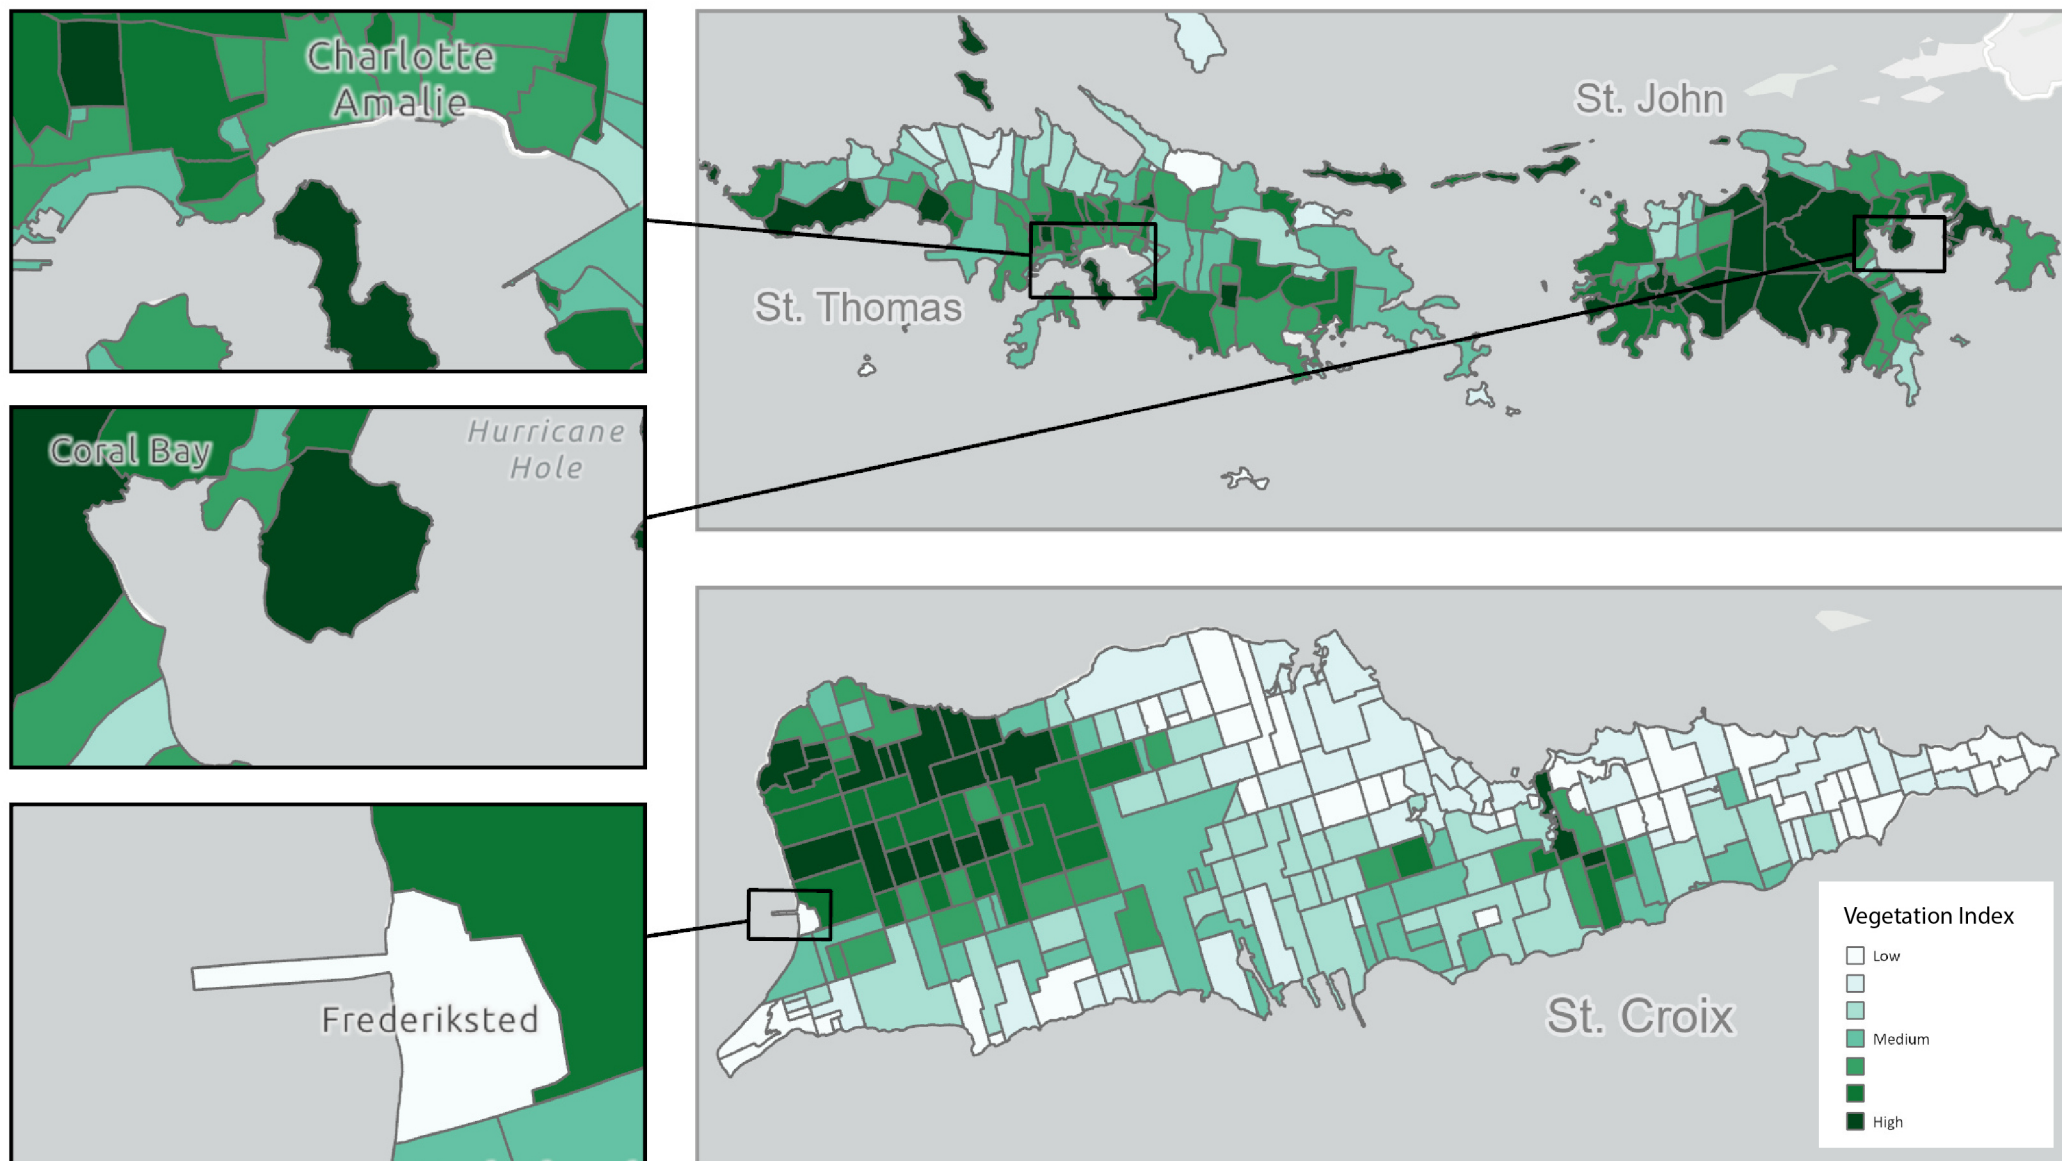 Charlotte
Amalie
St. John
St. Thomas
Coral Bay
Hurricane
Hole
Frederiksted
St. Croix
Vegetation Index
Low
Medium
High